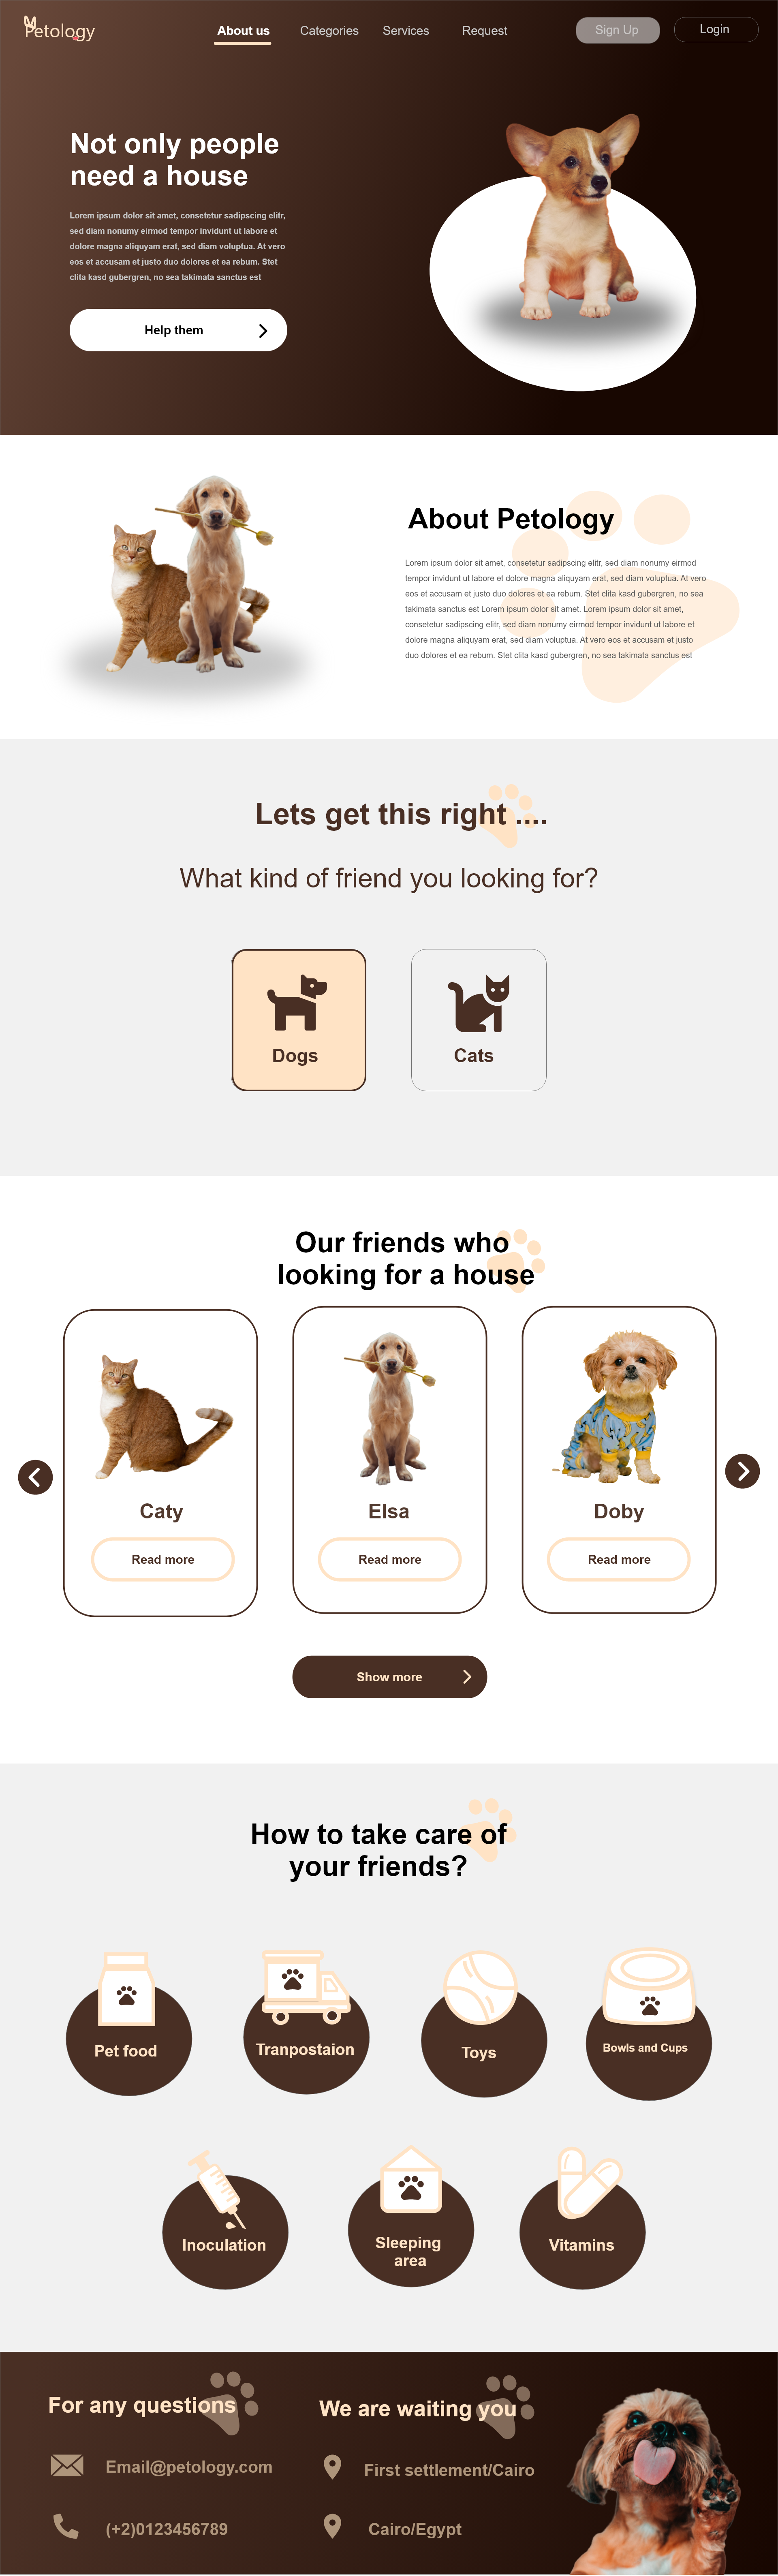 Petology
About us
Categories
Services
Request
Sign Up
Login
Not only people
need a house
Lorem ipsum dolor sit amet, consetetur sadipscing elitr,
sed diam nonumy eirmod tempor invidunt ut labore et
dolore magna aliquyam erat, sed diam voluptua. At vero
eos et accusam et justo duo dolores et ea rebum. Stet
clita kasd gubergren, no sea takimata sanctus est
Help them
About Petology
Lorem ipsum dolor sit amet, consetetur sadipscing elitr, sed diam nonumy eirmod
tempor invidunt ut labore et dolore magna aliquyam erat, sed diam voluptua. At vero
eos et accusam et justo duo dolores et ea rebum. Stet clita kasd gubergren, no sea
takimata sanctus est Lorem ipsum dolor sit amet. Lorem ipsum dolor sit amet,
consetetur sadipscing elitr, sed diam nonumy eirmod tempor invidunt ut labore et
dolore magna aliquyam erat, sed diam voluptua. At vero eos et accusam et justo
duo dolores et ea rebum. Stet clita kasd gubergren, no sea takimata sanctus est
Lets get this right ....
What kind of friend you looking for?
Dogs
Cats
Our friends who
looking for a house
Caty
Read more
Elsa
Read more
Doby
Read more
Show more
How to take care of
your friends?
Pet food
Tranpostaion
Toys
Bowls and Cups
Inoculation
Sleeping
area
Vitamins
For any questions
Email@petology.com
(+2)0123456789
We are waiting you
First settlement/Cairo
Cairo/Egypt